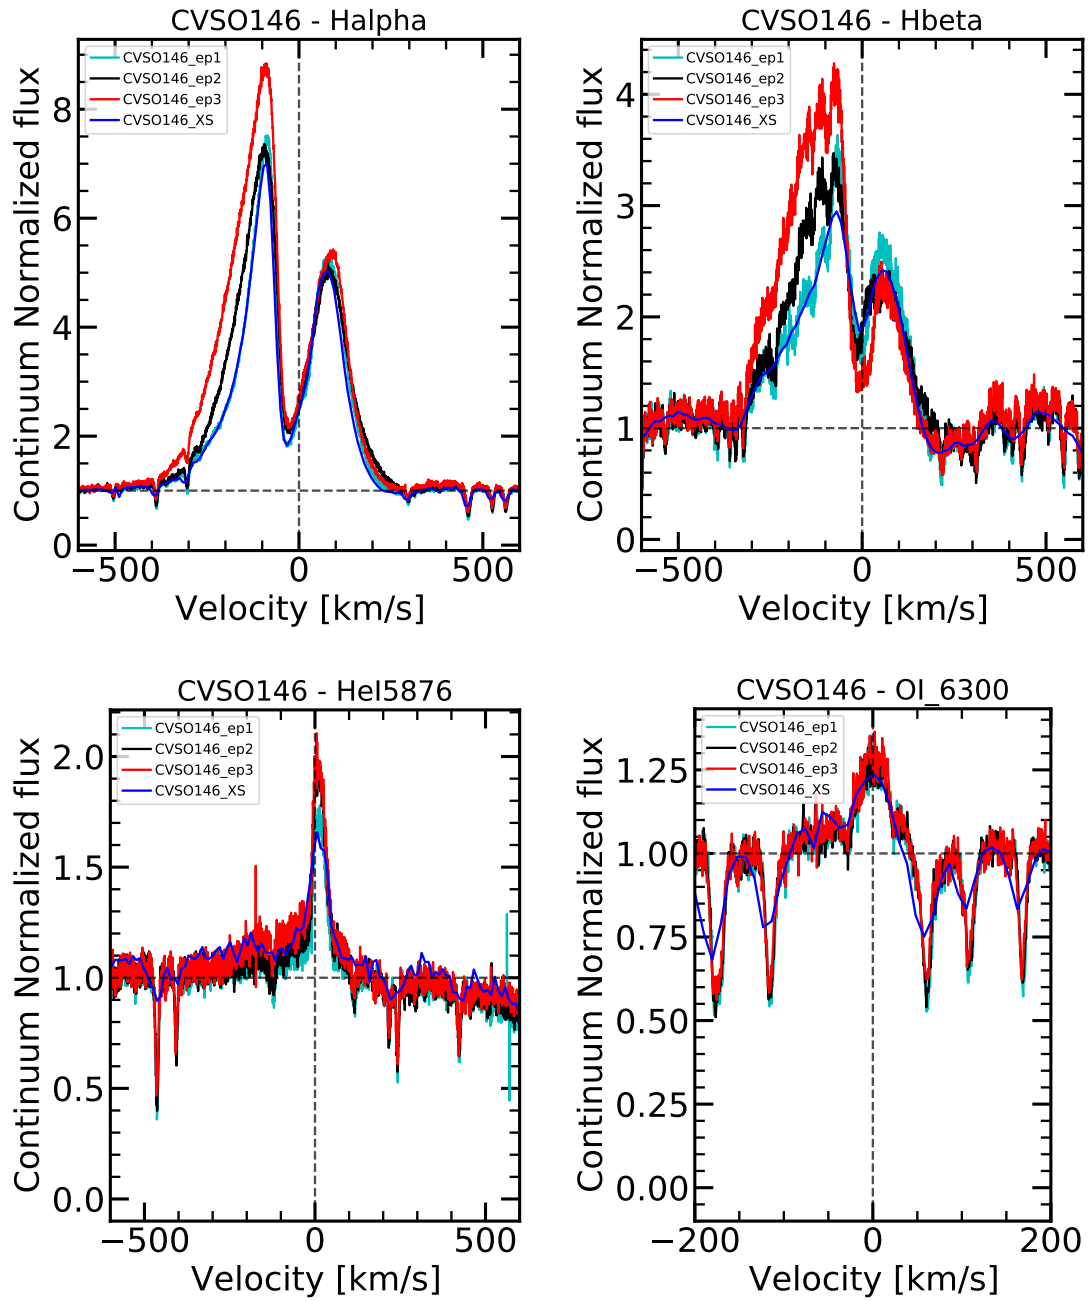 CVSO146 - Halpha
CVSO146_ep1
CVSO146_ep2
CVSO146_ep3
CVSO146_XS
Continuum Normalized flux
8
6
4
2
0
−500 0 500
Velocity [km/s]
CVSO146 - Hbeta
CVSO146_ep1
CVSO146_ep2
CVSO146_ep3
CVSO146_XS
Continuum Normalized flux
4
3
2
1
0
−500 0 500
Velocity [km/s]
CVSO146 - HeI5876
CVSO146_ep1
CVSO146_ep2
CVSO146_ep3
CVSO146_XS
Continuum Normalized flux
2.0
1.5
1.0
0.5
0.0
−500 0 500
Velocity [km/s]
CVSO146 - OI_6300
CVSO146_ep1
CVSO146_ep2
CVSO146_ep3
CVSO146_XS
Continuum Normalized flux
1.25
1.00
0.75
0.50
0.25
0.00
−200 0 200
Velocity [km/s]